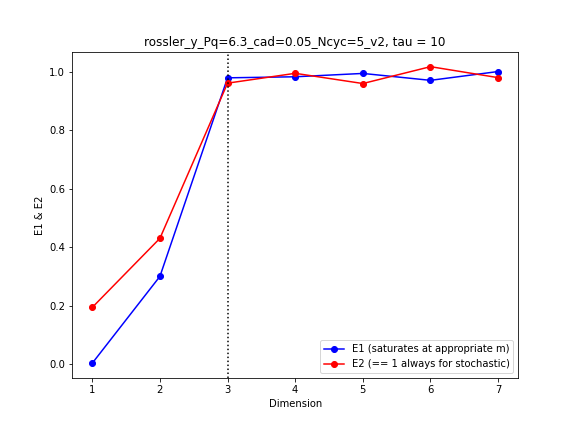 rossler_y_Pq=6.3_cad=0.05_Ncyc=5_v2, tau = 10
1.0
0.8
0.6
0.4
0.2
0.0
E1 & E2
E1 (saturates at appropriate m)
E2 (== 1 always for stochastic)
1 2 3 4 5 6 7
Dimension